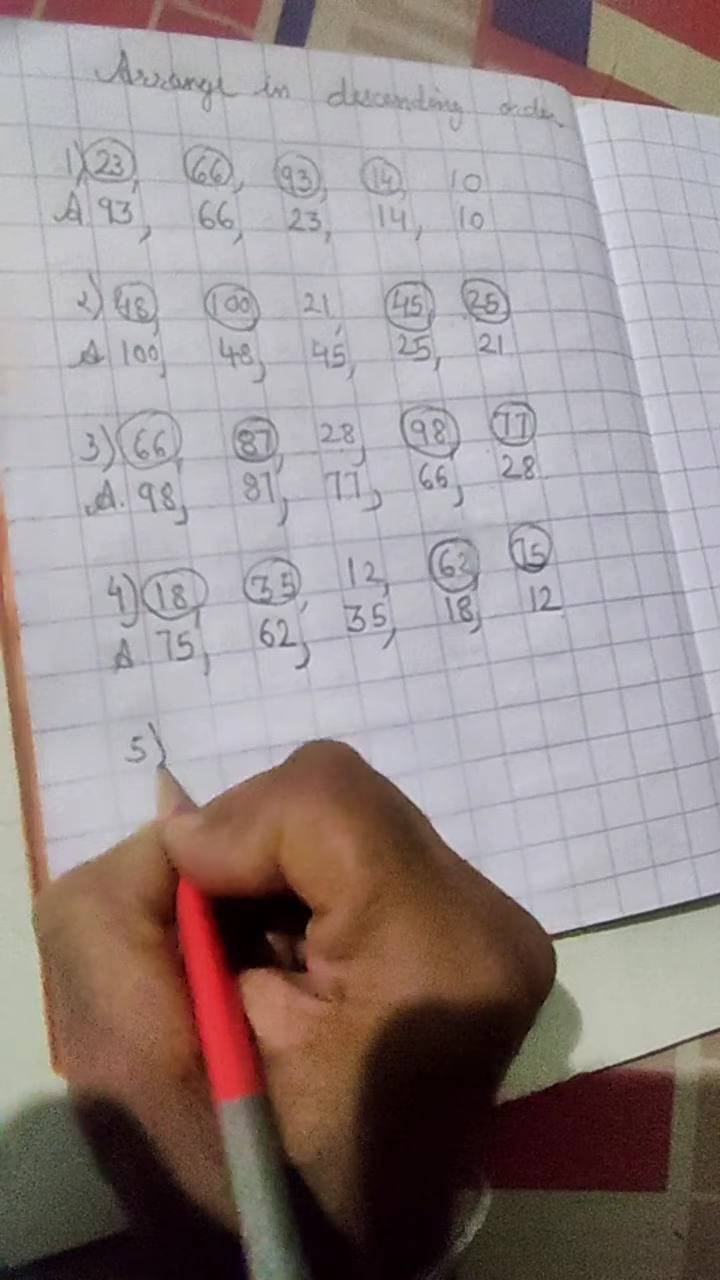 Arrange in descending order
1) 23, 66, 93, 14, 10
A 93, 66, 23, 14, 10
2) 48, 100 21, 45, 25
A 100, 48, 45, 25, 21
3) 66, 87, 28, 98, 77
A. 98, 87, 77, 66, 28
4) 18, 35, 12, 62, 75
A 75, 62, 35, 18, 12
5)